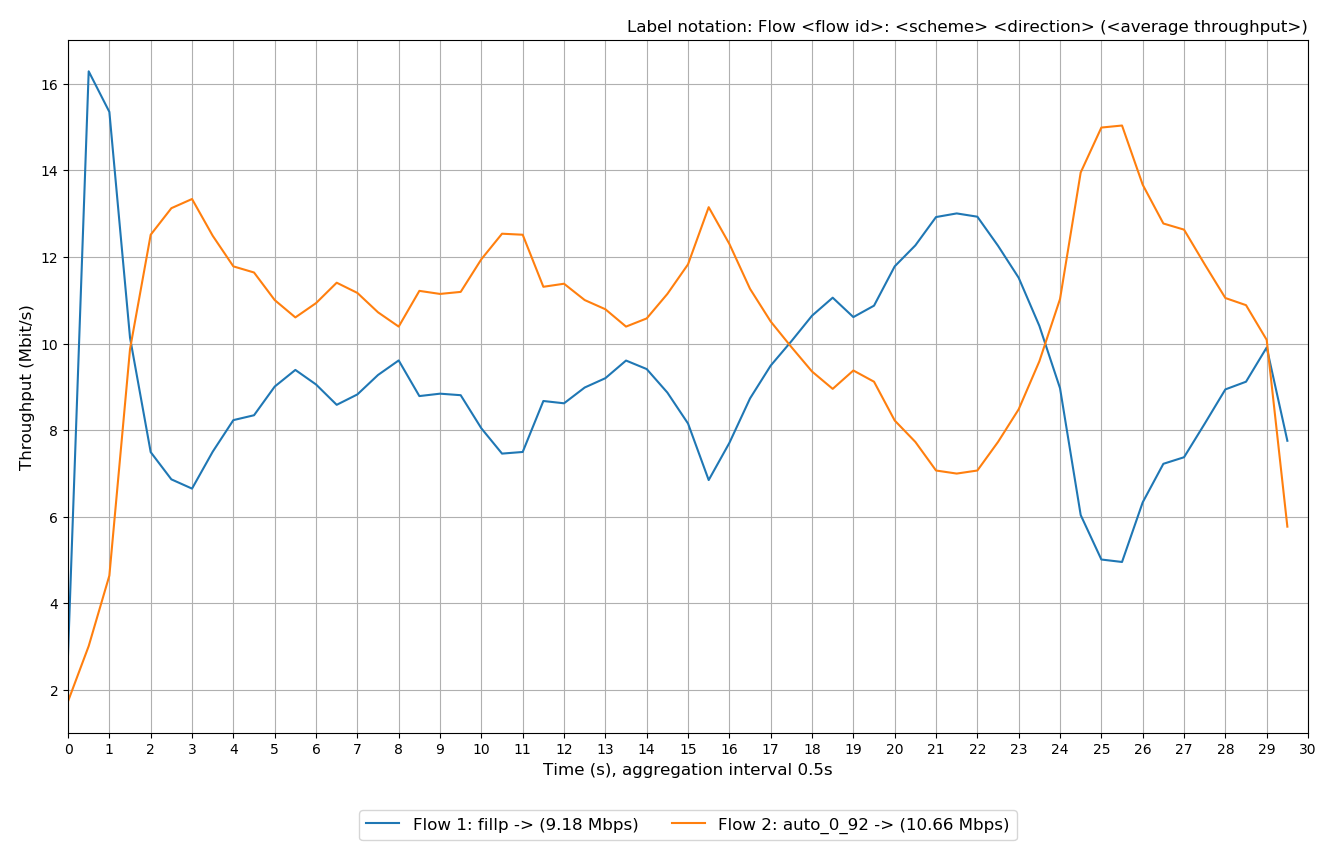 Label notation: Flow <flow id>: <scheme> <direction> (<average throughput>)
16
14
12
10
8
6
4
2
Throughput (Mbit/s)
0 1 2 3 4 5 6 7 8 9 10 11 12 13 14 15 16 17 18 19 20 21 22 23 24 25 26 27 28 29 30
Time (s), aggregation interval 0.5s
Flow 1: fillp -> (9.18 Mbps) Flow 2: auto_0_92 -> (10.66 Mbps)